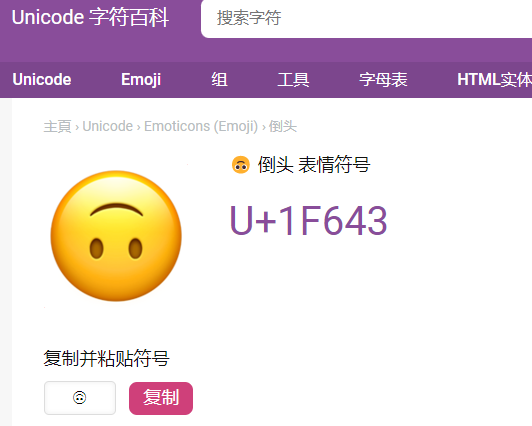 Unicode 字符百科
搜索字符
Unicode Emoji 组 工具 字母表 HTML实体
主頁 › Unicode › Emoticons (Emoji) › 倒头
🙃 倒头 表情符号
U+1F643
复制并粘贴符号
🙃 复制